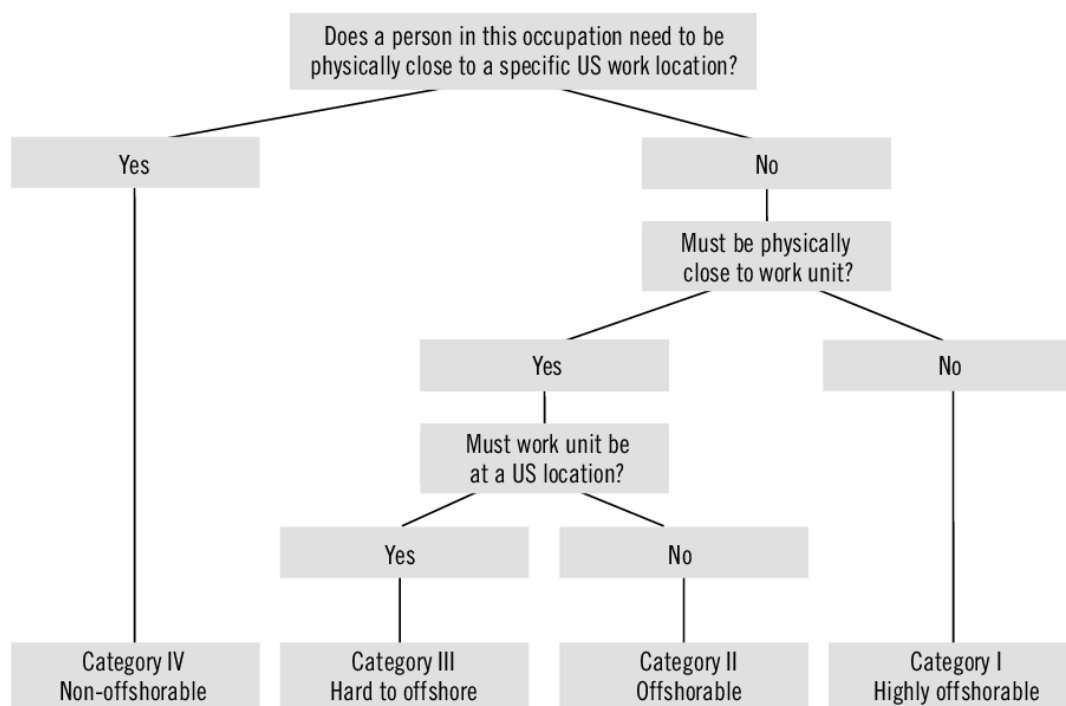 Does a person in this occupation need to be
physically close to a specific US work location?
Yes
No
Must be physically
close to work unit?
Yes
No
Must work unit be
at a US location?
Yes
No
Category IV
Non-offshorable
Category III
Hard to offshore
Category II
Offshorable
Category I
Highly offshorable